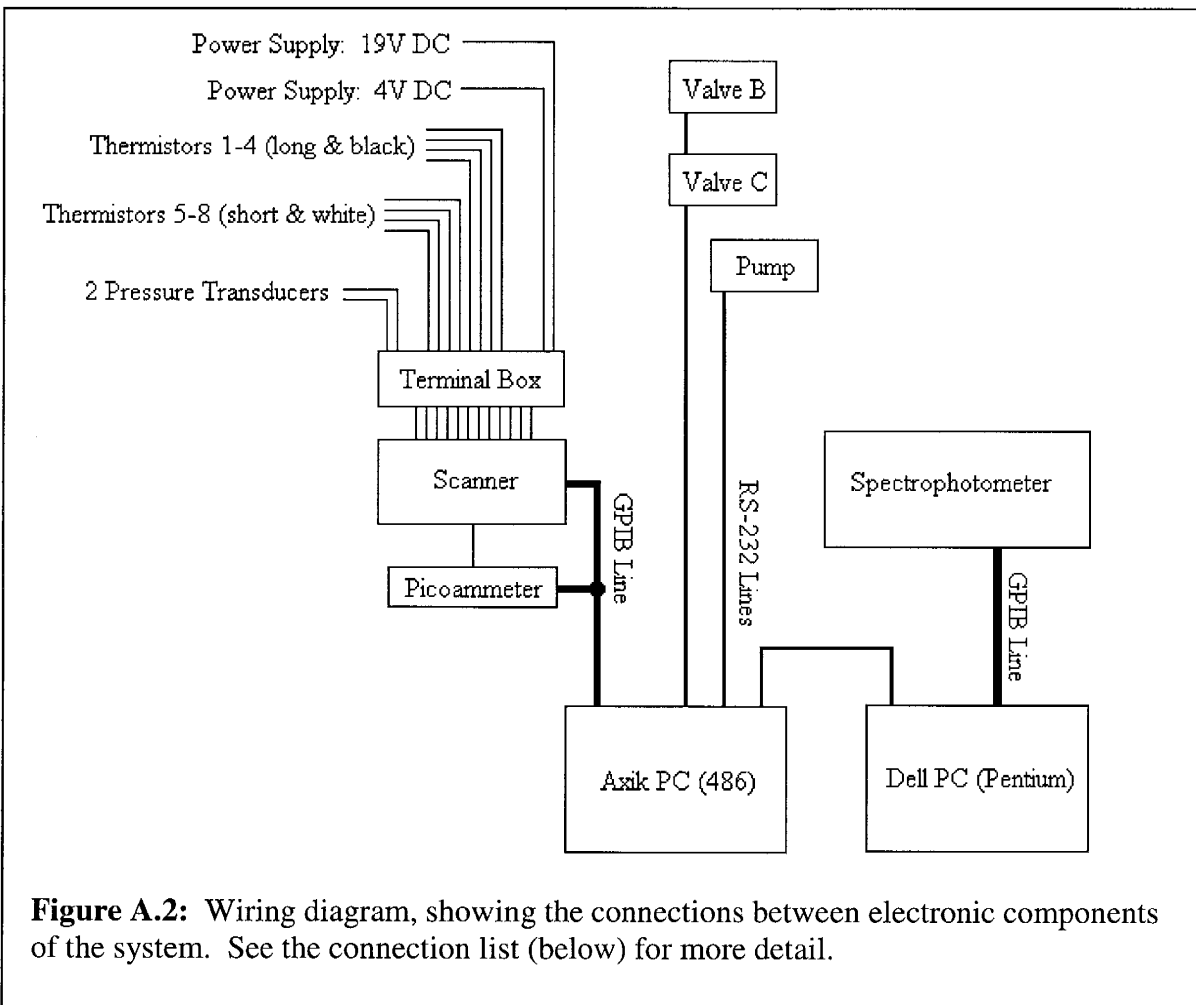 Power Supply: 19V DC
Power Supply: 4V DC
Thermistors 1-4 (long & black)
Thermistors 5-8 (short & white)
2 Pressure Transducers
Terminal Box
Scanner
Picoammeter
GPIB Line
Valve B
Valve C
Pump
RS-232 Lines
Spectrophotometer
GPIB Line
Axik PC (486)
Dell PC (Pentium)
Figure A.2: Wiring diagram, showing the connections between electronic components
of the system. See the connection list (below) for more detail.